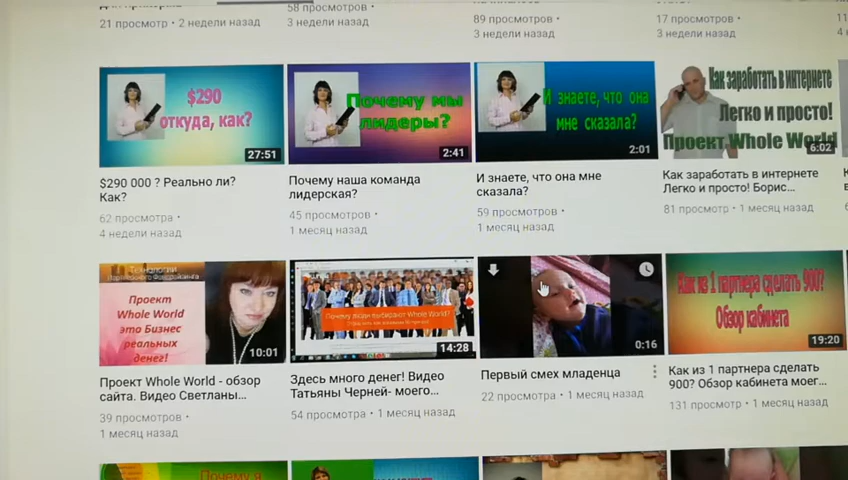 21 просмотр • 2 недели назад
58 просмотров •
3 недели назад
89 просмотров •
3 недели назад
17 просмотров •
3 недели назад
$290
откуда, как?
27:51
Почему мы
лидеры?
2:41
И знаете, что она
мне сказала?
2:01
Как заработать в интернете
Легко и просто!
Проект Whole World
6:02
$290 000 ? Реально ли?
Как?
62 просмотра •
4 недели назад
Почему наша команда
лидерская?
45 просмотров •
1 месяц назад
И знаете, что она мне
сказала?
59 просмотров •
1 месяц назад
Как заработать в интернете
Легко и просто! Борис...
81 просмотр • 1 месяц назад
Технологии
Проект
Whole World
это Бизнес
реальных
денег!
10:01
Почему люди выбирают Whole World?
14:28
0:16
Как из 1 партнера сделать 900?
Обзор кабинета
19:20
Проект Whole World - обзор
сайта. Видео Светланы...
39 просмотров •
1 месяц назад
Здесь много денег! Видео
Татьяны Черней- моего...
54 просмотра • 1 месяц назад
Первый смех младенца
22 просмотра • 1 месяц назад
Как из 1 партнера сделать
900? Обзор кабинета моег...
131 просмотр • 1 месяц назад
Почему я